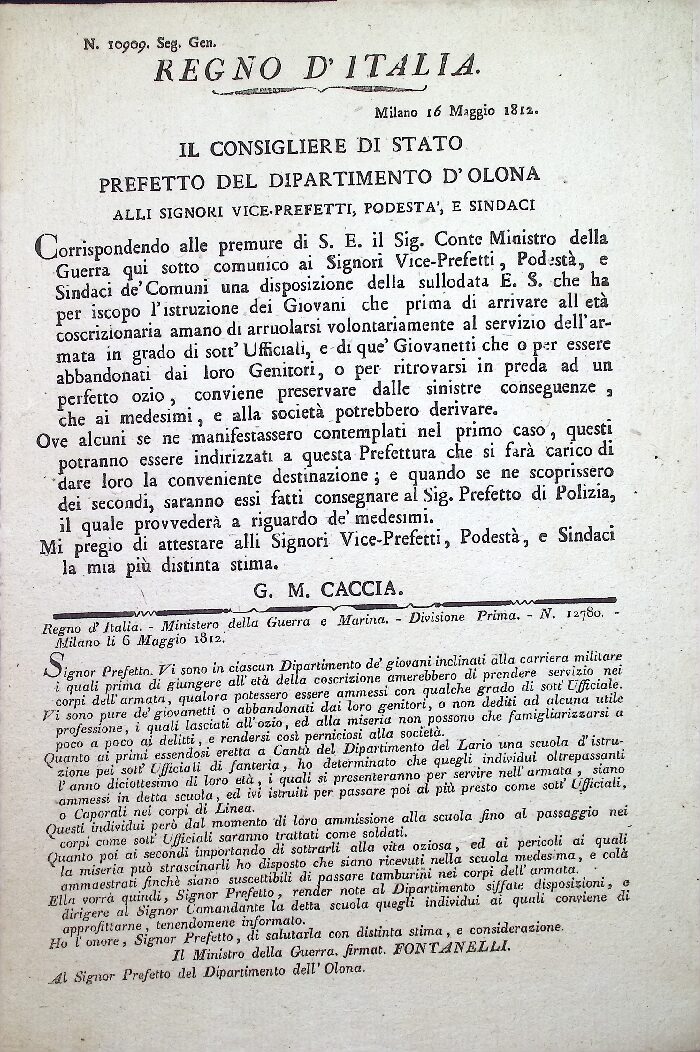 N. 10909. Seg. Gen.
REGNO D'ITALIA.
Milano 16 Maggio 1812.
IL CONSIGLIERE DI STATO
PREFETTO DEL DIPARTIMENTO D'OLONA
ALLI SIGNORI VICE-PREFETTI, PODESTA', E SINDACI
Corrispondendo alle premure di S. E. il Sig. Conte Ministro della
Guerra qui sotto comunico ai Signori Vice-Prefetti, Podestà, e
Sindaci de' Comuni una disposizione della sullodata E. S. che ha
per iscopo l'istruzione dei Giovani che prima di arrivare all età
coscrizionaria amano di arruolarsi volontariamente al servizio dell'ar-
mata in grado di sott' Ufficiali, e di que' Giovanetti che o per essere
abbandonati dai loro Genitori, o per ritrovarsi in preda ad un
perfetto ozio, conviene preservare dalle sinistre conseguenze,
che ai medesimi, e alla società potrebbero derivare.
Ove alcuni se ne manifestassero contemplati nel primo caso, questi
potranno essere indirizzati a questa Prefettura che si farà carico di
dare loro la conveniente destinazione; e quando se ne scoprissero
dei secondi, saranno essi fatti consegnare al Sig. Prefetto di Polizia,
il quale provvederà a riguardo de' medesimi.
Mi pregio di attestare alli Signori Vice-Prefetti, Podestà, e Sindaci
la mia più distinta stima.
G. M. CACCIA.
Regno d'Italia. - Ministero della Guerra e Marina. - Divisione Prima. - N. 12780. -
Milano li 6 Maggio 1812.
Signor Prefetto. Vi sono in ciascun Dipartimento de' giovani inclinati alla carriera militare
i quali prima di giungere all'età della coscrizione amerebbero di prendere servizio nei
corpi dell'armata, qualora potessero essere ammessi con qualche grado di sott' Ufficiale.
Vi sono pure de' giovanetti o abbandonati dai loro genitori, o non dediti ad alcuna utile
professione, i quali lasciati all'ozio, ed alla miseria non possono che famigliarizzarsi a
poco a poco ai delitti, e rendersi così perniciosi alla società.
Quanto ai primi essendosi eretta a Cantù del Dipartimento del Lario una scuola d'istru-
zione pei sott' Ufficiali di fanteria, ho determinato che quegli individui oltrepassanti
l'anno diciottesimo di loro età, i quali si presenteranno per servire nell'armata, siano
ammessi in detta scuola, ed ivi istruiti per passare poi al più presto come sott' Ufficiali,
o Caporali nei corpi di Linea.
Questi individui però dal momento di loro ammissione alla scuola fino al passaggio nei
corpi come sott' Ufficiali saranno trattati come soldati.
Quanto poi ai secondi importando di sottrarli alla vita oziosa, ed ai pericoli ai quali
la miseria può strascinarli ho disposto che siano ricevuti nella scuola medesima, e colà
ammaestrati finchè siano suscettibili di passare tamburini nei corpi dell'armata.
Ella vorrà quindi, Signor Prefetto, render note al Dipartimento siffate disposizioni, e
dirigere al Signor Comandante la detta scuola quegli individui ai quali conviene di
approfittarne, tenendomene informato.
Ho l'onore, Signor Prefetto, di salutarla con distinta stima, e considerazione.
Il Ministro della Guerra. firmat. FONTANELLI.
Al Signor Prefetto del Dipartimento dell'Olona.